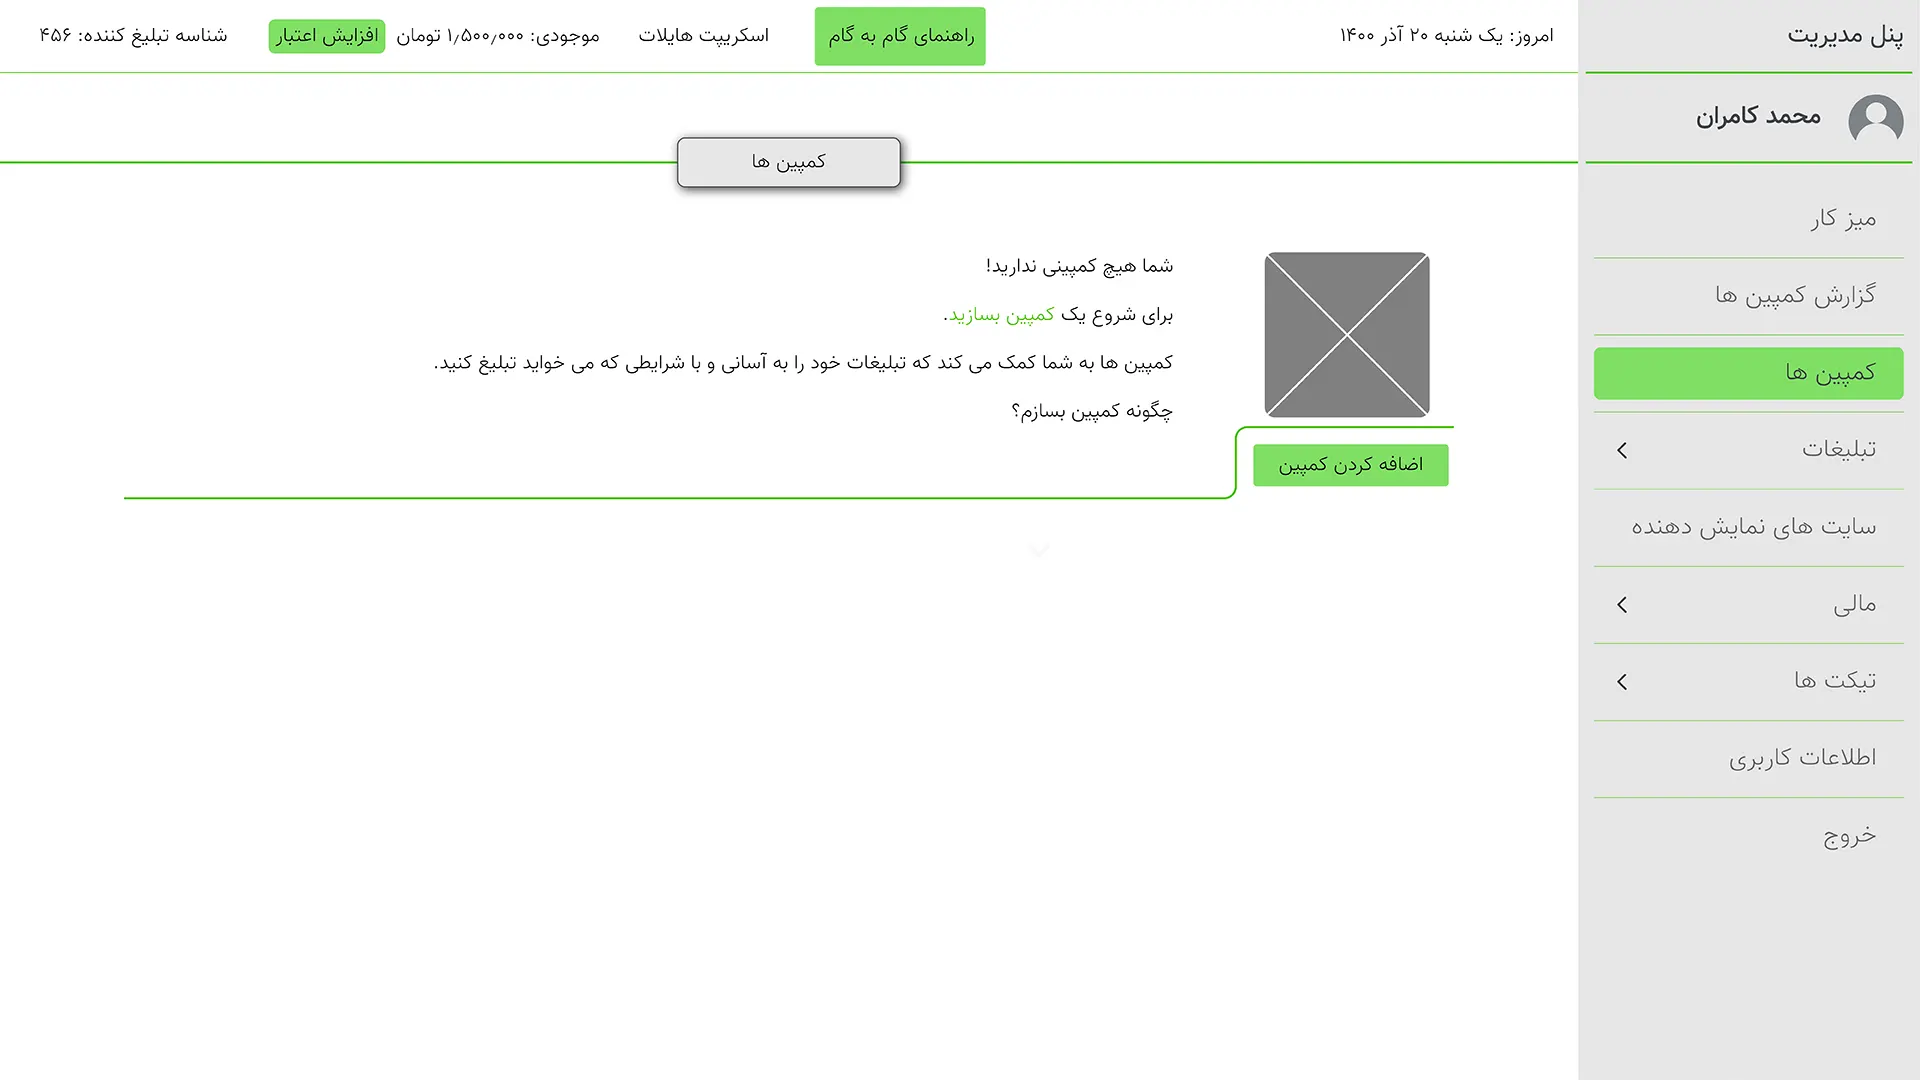 پنل مدیریت
محمد کامران
میز کار
گزارش کمپین ها
کمپین ها
تبلیغات
سایت های نمایش دهنده
مالی
تیکت ها
اطلاعات کاربری
خروج
امروز: یک شنبه ۲۰ آذر ۱۴۰۰
راهنمای گام به گام
اسکریپت هایلات
موجودی: ۱٫۵۰۰٫۰۰۰ تومان
افزایش اعتبار
شناسه تبلیغ کننده: ۴۵۶
کمپین ها
شما هیچ کمپینی ندارید!
برای شروع یک کمپین بسازید.
کمپین ها به شما کمک می کند که تبلیغات خود را به آسانی و با شرایطی که می خواید تبلیغ کنید.
چگونه کمپین بسازم؟
اضافه کردن کمپین